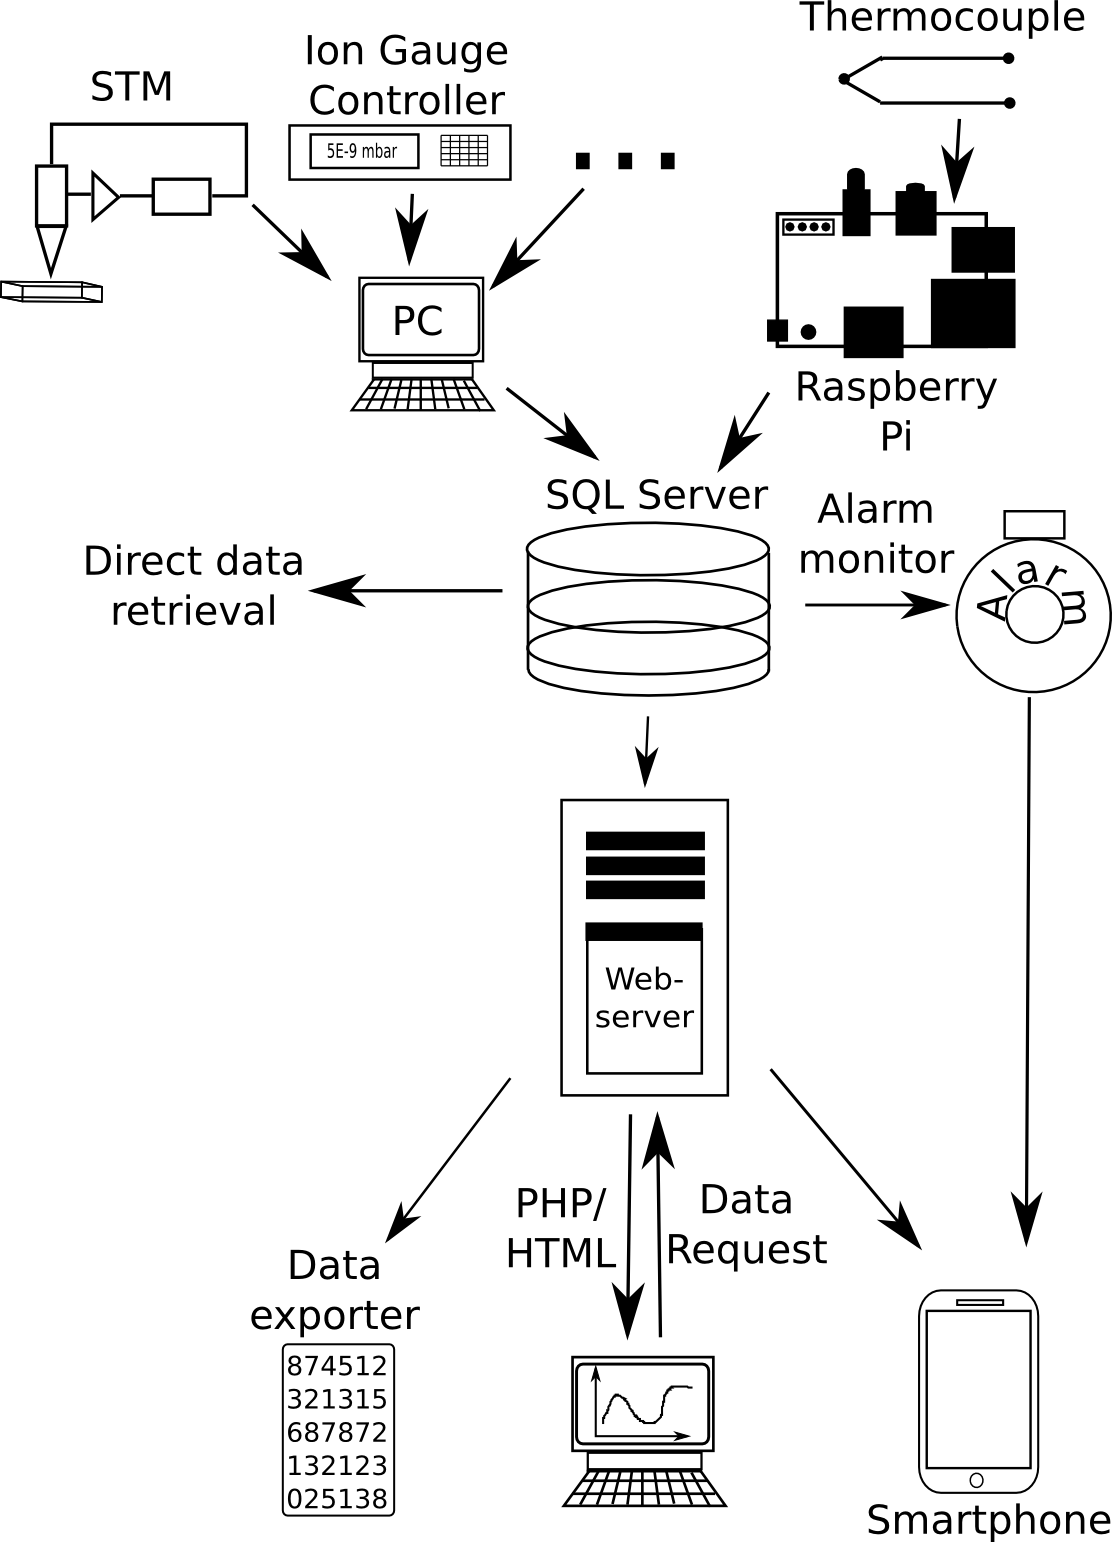 Thermocouple
Ion Gauge
Controller
STM
5E-9 mbar
PC
Raspberry
Pi
SQL Server
Alarm
monitor
Alarm
Direct data
retrieval
Web-
server
PHP/
HTML
Data
Request
Data
exporter
874512
321315
687872
132123
025138
Smartphone